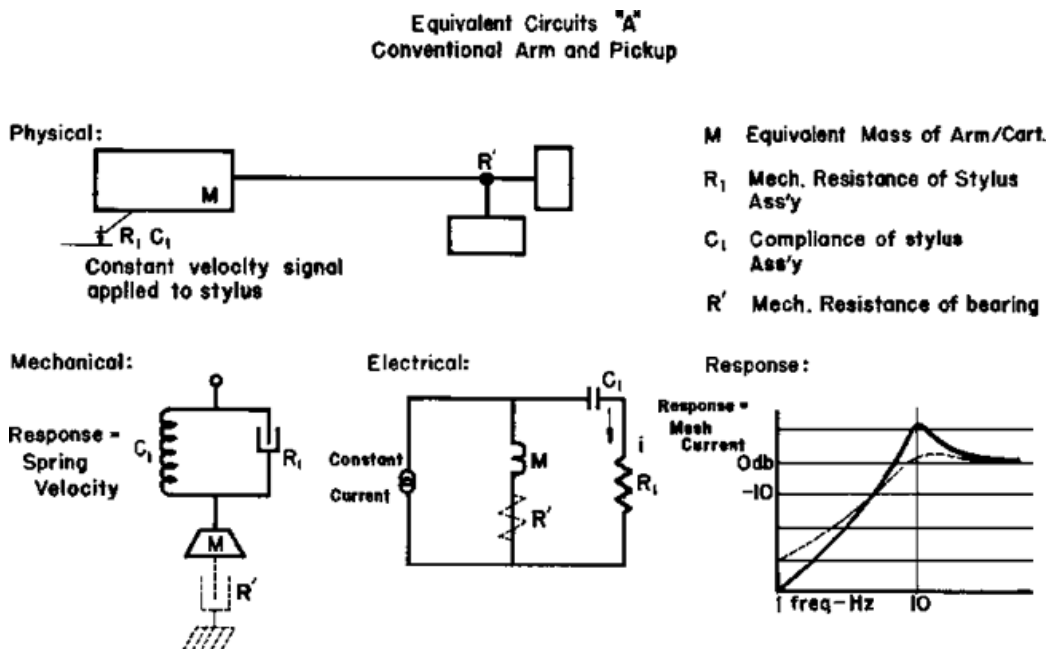 Equivalent Circuits "A"
Conventional Arm and Pickup
Physical:
M
R'
R₁ C₁
Constant velocity signal
applied to stylus
M Equivalent Mass of Arm/Cart.
R₁ Mech. Resistance of Stylus
Ass'y
C₁ Compliance of stylus
Ass'y
R' Mech. Resistance of bearing
Mechanical:
Response =
Spring
Velocity
C₁
R₁
M
R'
Electrical:
Constant
Current
M
R'
C₁
i
R₁
Response:
Response =
Mesh
Current
0db
-10
1 freq-Hz 10